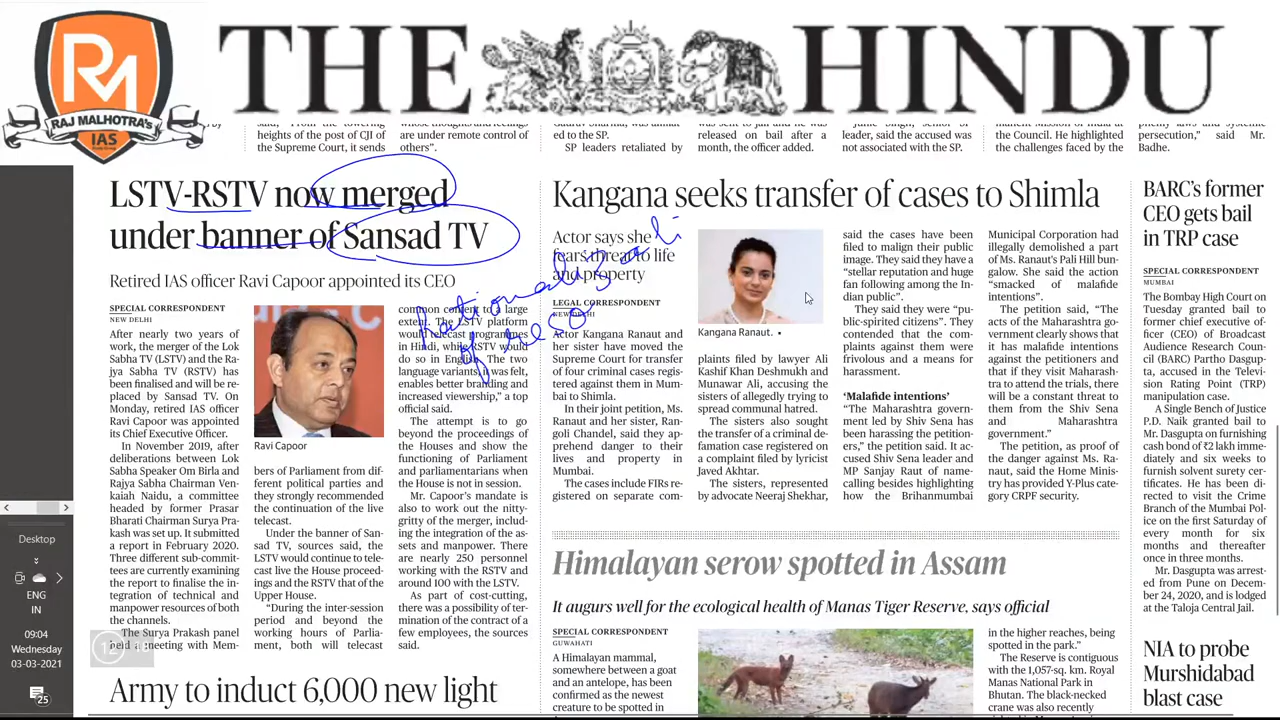 RM
RAJ MALHOTRA'S
IAS
THE HINDU
heights of the post of CJI of
the Supreme Court, it sends
whose thoughts and feelings
are under remote control of
others".
ed to the SP.
SP leaders retaliated by
was sent to jail and he was
released on bail after a
month, the officer added.
leader, said the accused was
not associated with the SP.
the Council. He highlighted
the challenges faced by the
persecution," said Mr.
Badhe.
LSTV-RSTV now merged
under banner of Sansad TV
Retired IAS officer Ravi Capoor appointed its CEO
SPECIAL CORRESPONDENT
NEW DELHI
After nearly two years of
work, the merger of the Lok
Sabha TV (LSTV) and the Ra-
jya Sabha TV (RSTV) has
been finalised and will be re-
placed by Sansad TV. On
Monday, retired IAS officer
Ravi Capoor was appointed
its Chief Executive Officer.
In November 2019, after
deliberations between Lok
Sabha Speaker Om Birla and
Rajya Sabha Chairman Ven-
kaiah Naidu, a committee
headed by former Prasar
Bharati Chairman Surya Pra-
kash was set up. It submitted
a report in February 2020.
Three different sub-commit-
tees are currently examining
the report to finalise the in-
tegration of technical and
manpower resources of both
the channels.
The Surya Prakash panel
held a meeting with Mem-
Ravi Capoor
bers of Parliament from dif-
ferent political parties and
they strongly recommended
the continuation of the live
telecast.
Under the banner of San-
sad TV, sources said, the
LSTV would continue to tele-
cast live the House proceed-
ings and the RSTV that of the
Upper House.
"During the inter-session
period and beyond the
working hours of Parlia-
ment, both will telecast
common content to a large
extent. The LSTV platform
would telecast programmes
in Hindi, while RSTV would
do so in English. The two
language variants, it was felt,
enables better branding and
increased viewership," a top
official said.
The attempt is to go
beyond the proceedings of
the Houses and show the
functioning of Parliament
and parliamentarians when
the House is not in session.
Mr. Capoor's mandate is
also to work out the nitty-
gritty of the merger, includ-
ing the integration of the as-
sets and manpower. There
are nearly 250 personnel
working with the RSTV and
around 100 with the LSTV.
As part of cost-cutting,
there was a possibility of ter-
mination of the contract of
a few employees, the sources
said.
of reso
Kangana seeks transfer of cases to Shimla
Actor says she
fears threat to life
and property
LEGAL CORRESPONDENT
NEW DELHI
Actor Kangana Ranaut and
her sister have moved the
Supreme Court for transfer
of four criminal cases regis-
tered against them in Mum-
bai to Shimla.
In their joint petition, Ms.
Ranaut and her sister, Ran-
goli Chandel, said they ap-
prehend danger to their
lives and property in
Mumbai.
The cases include FIRs re-
gistered on separate com-
Kangana Ranaut.
plaints filed by lawyer Ali
Kashif Khan Deshmukh and
Munawar Ali, accusing the
sisters of allegedly trying to
spread communal hatred.
The sisters also sought
the transfer of a criminal de-
famation case registered on
a complaint filed by lyricist
Javed Akhtar.
The sisters, represented
by advocate Neeraj Shekhar,
said the cases have been
filed to malign their public
image. They said they have a
"stellar reputation and huge
fan following among the In-
dian public".
They said they were "pu-
blic-spirited citizens". They
contended that the com-
plaints against them were
frivolous and a means for
harassment.
'Malafide intentions'
"The Maharashtra govern-
ment led by Shiv Sena has
been harassing the petition-
ers," the petition said. It ac-
cused Shiv Sena leader and
MP Sanjay Raut of name-
calling besides highlighting
how the Brihanmumbai
Municipal Corporation had
illegally demolished a part
of Ms. Ranaut's Pali Hill bun-
galow. She said the action
"smacked of malafide
intentions".
The petition said, "The
acts of the Maharashtra go-
vernment clearly shows that
it has malafide intentions
against the petitioners and
that if they visit Maharash-
tra to attend the trials, there
will be a constant threat to
them from the Shiv Sena
and Maharashtra
government."
The petition, as proof of
the danger against Ms. Ra-
naut, said the Home Minis-
try has provided Y-Plus cate-
gory CRPF security.
BARC's former
CEO gets bail
in TRP case
SPECIAL CORRESPONDENT
MUMBAI
The Bombay High Court on
Tuesday granted bail to
former chief executive of-
ficer (CEO) of Broadcast
Audience Research Coun-
cil (BARC) Partho Dasgup-
ta, accused in the Televi-
sion Rating Point (TRP)
manipulation case.
A Single Bench of Justice
P.D. Naik granted bail to
Mr. Dasgupta on furnishing
cash bond of ₹2 lakh imme-
diately and six weeks to
furnish solvent surety cer-
tificates. He has been di-
rected to visit the Crime
Branch of the Mumbai Pol-
ice on the first Saturday of
every month for six
months and thereafter
once in three months.
Mr. Dasgupta was arrest-
ed from Pune on Decem-
ber 24, 2020, and is lodged
at the Taloja Central Jail.
Himalayan serow spotted in Assam
It augurs well for the ecological health of Manas Tiger Reserve, says official
SPECIAL CORRESPONDENT
GUWAHATI
A Himalayan mammal,
somewhere between a goat
and an antelope, has been
confirmed as the newest
creature to be spotted in
in the higher reaches, being
spotted in the park."
The Reserve is contiguous
with the 1,057-sq. km. Royal
Manas National Park in
Bhutan. The black-necked
crane was also recently
NIA to probe
Murshidabad
blast case
Army to induct 6,000 new light
Desktop
ENG
IN
09:04
Wednesday
03-03-2021
25
12